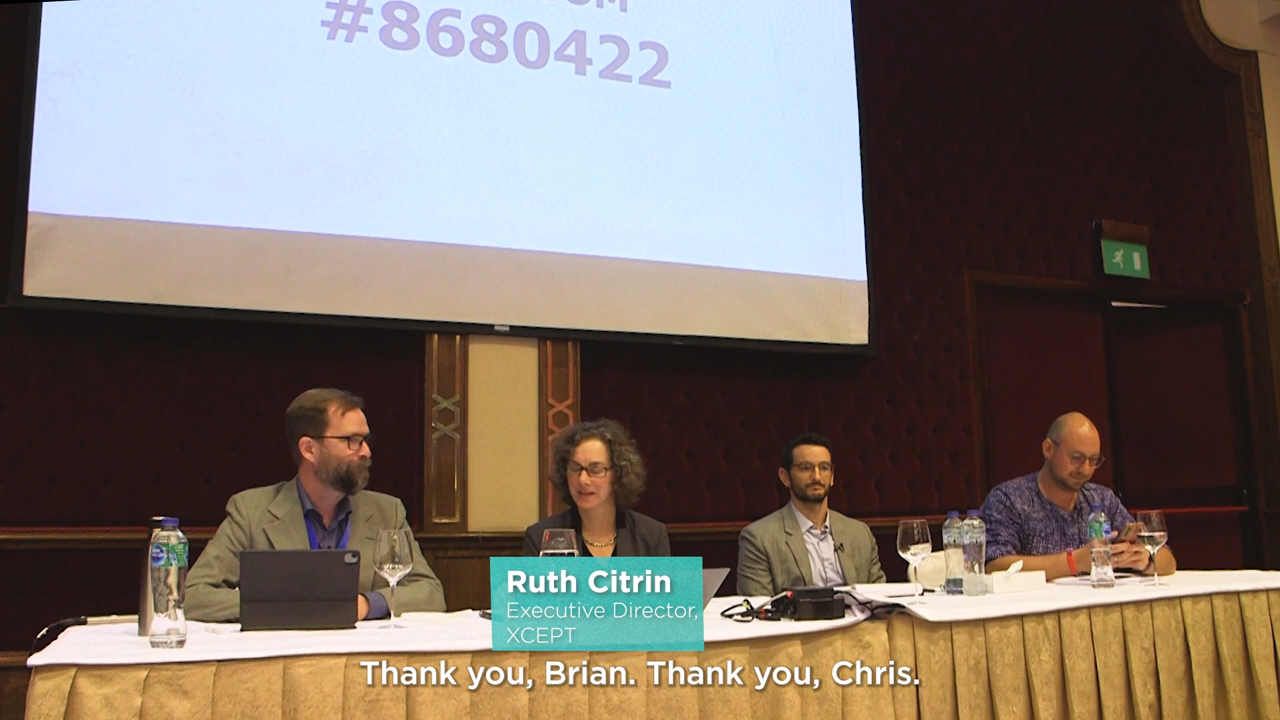 #8680422
Ruth Citrin
Executive Director,
XCEPT
Thank you, Brian. Thank you, Chris.